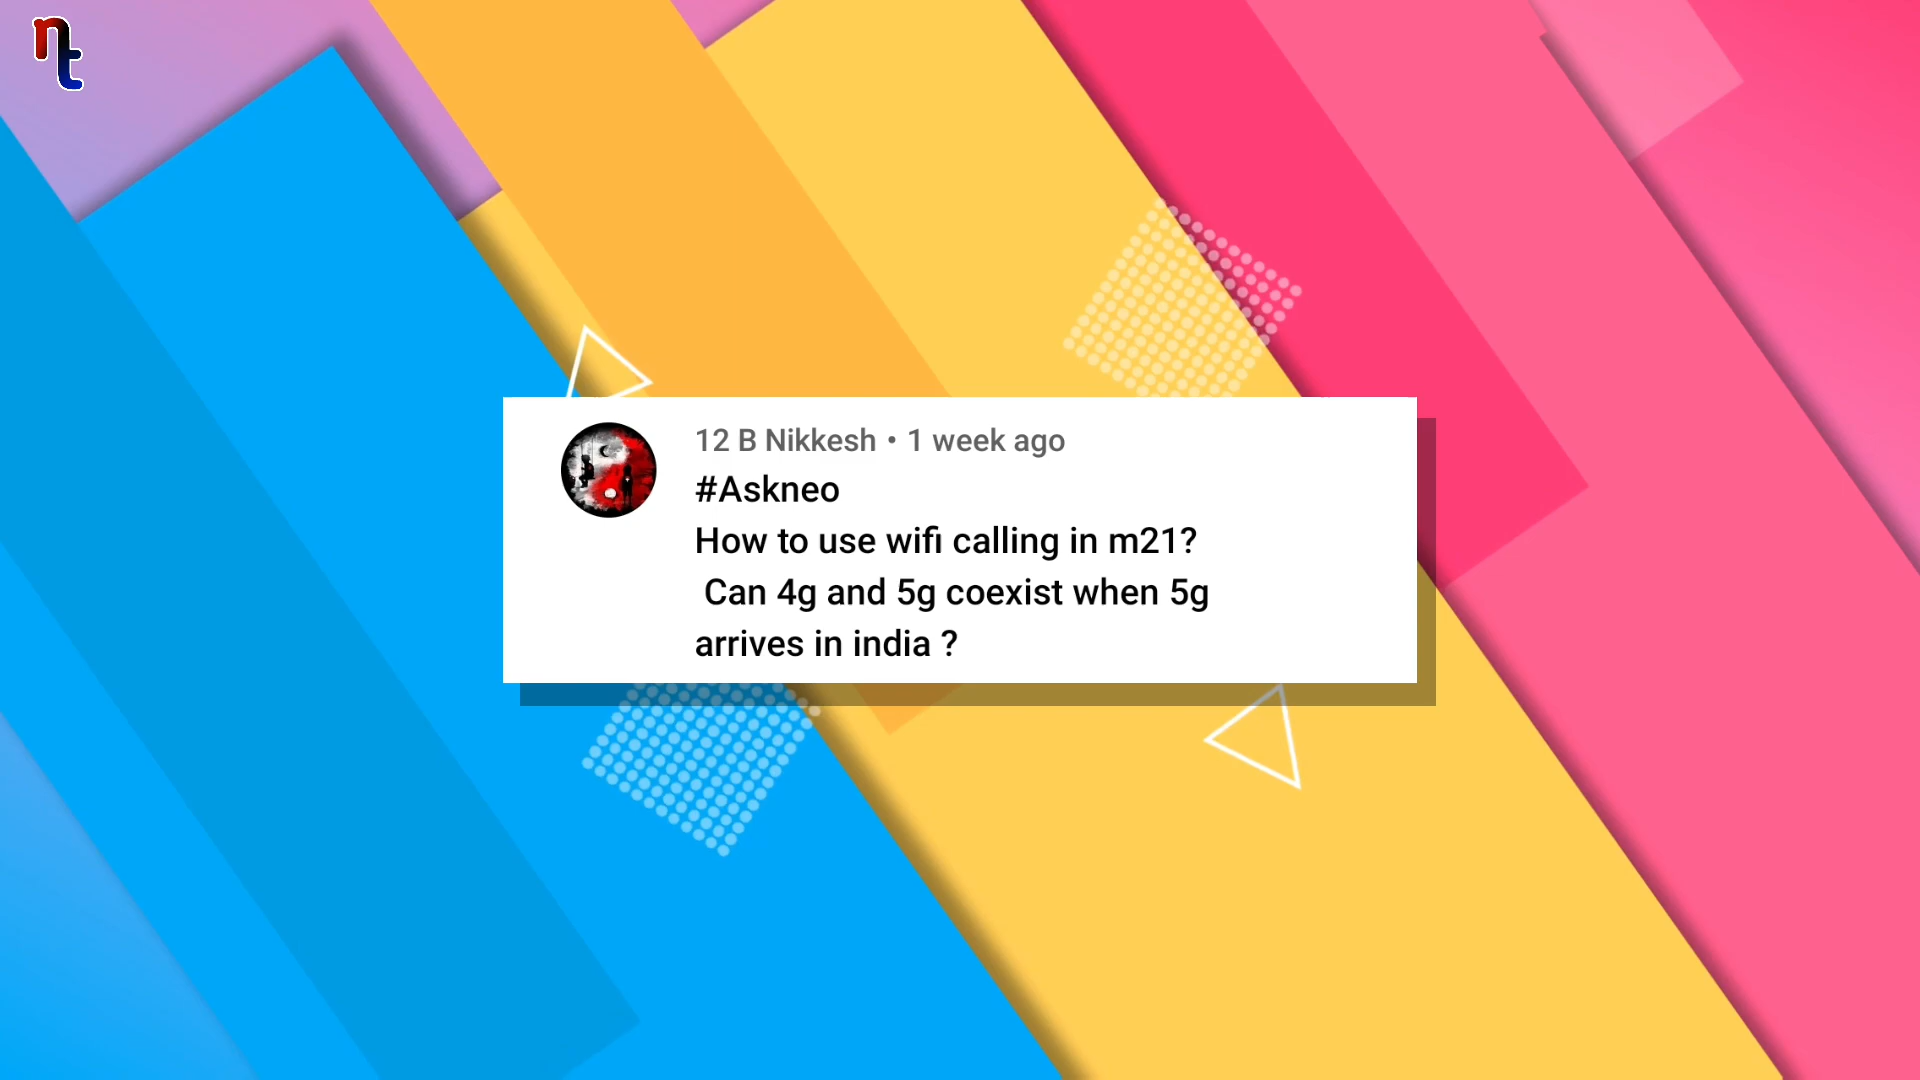 nt
12 B Nikkesh • 1 week ago
#Askneo
How to use wifi calling in m21?
Can 4g and 5g coexist when 5g
arrives in india ?